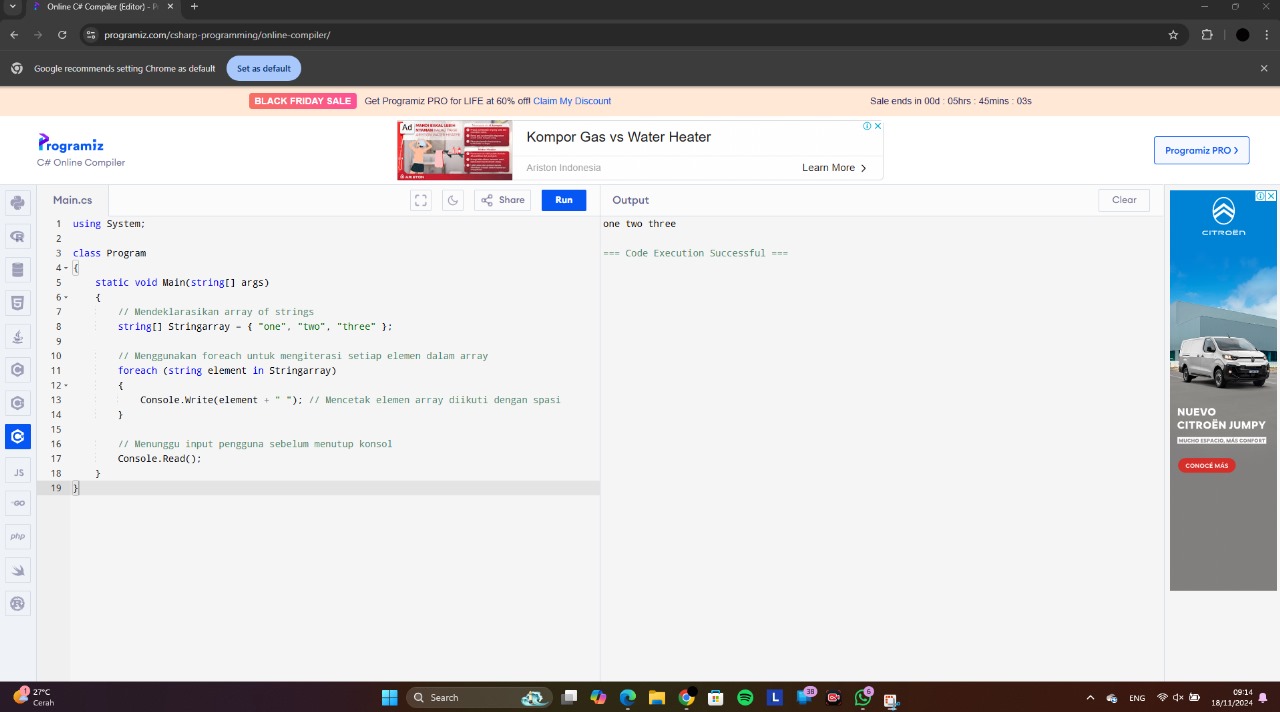 Online C# Compiler (Editor) - P
programiz.com/csharp-programming/online-compiler/
Google recommends setting Chrome as default
Set as default
BLACK FRIDAY SALE Get Programiz PRO for LIFE at 60% off! Claim My Discount
Sale ends in 00d : 05hrs : 45mins : 03s
Programiz
C# Online Compiler
Ad
Kompor Gas vs Water Heater
Ariston Indonesia
Learn More
Programiz PRO >
Main.cs
Share
Run
Output
Clear
1 using System;
2
3 class Program
4 {
5 static void Main(string[] args)
6 {
7 // Mendeklarasikan array of strings
8 string[] Stringarray = { "one", "two", "three" };
9
10 // Menggunakan foreach untuk mengiterasi setiap elemen dalam array
11 foreach (string element in Stringarray)
12 {
13 Console.Write(element + " "); // Mencetak elemen array diikuti dengan spasi
14 }
15
16 // Menunggu input pengguna sebelum menutup konsol
17 Console.Read();
18 }
19 }
one two three
=== Code Execution Successful ===
JS
GO
php
CITROËN
NUEVO
CITROËN JUMPY
MUCHO ESPACIO, MÁS CONFORT
CONOCÉ MÁS
1
27°C
Cerah
Search
L
38
6
ENG
09:14
18/11/2024